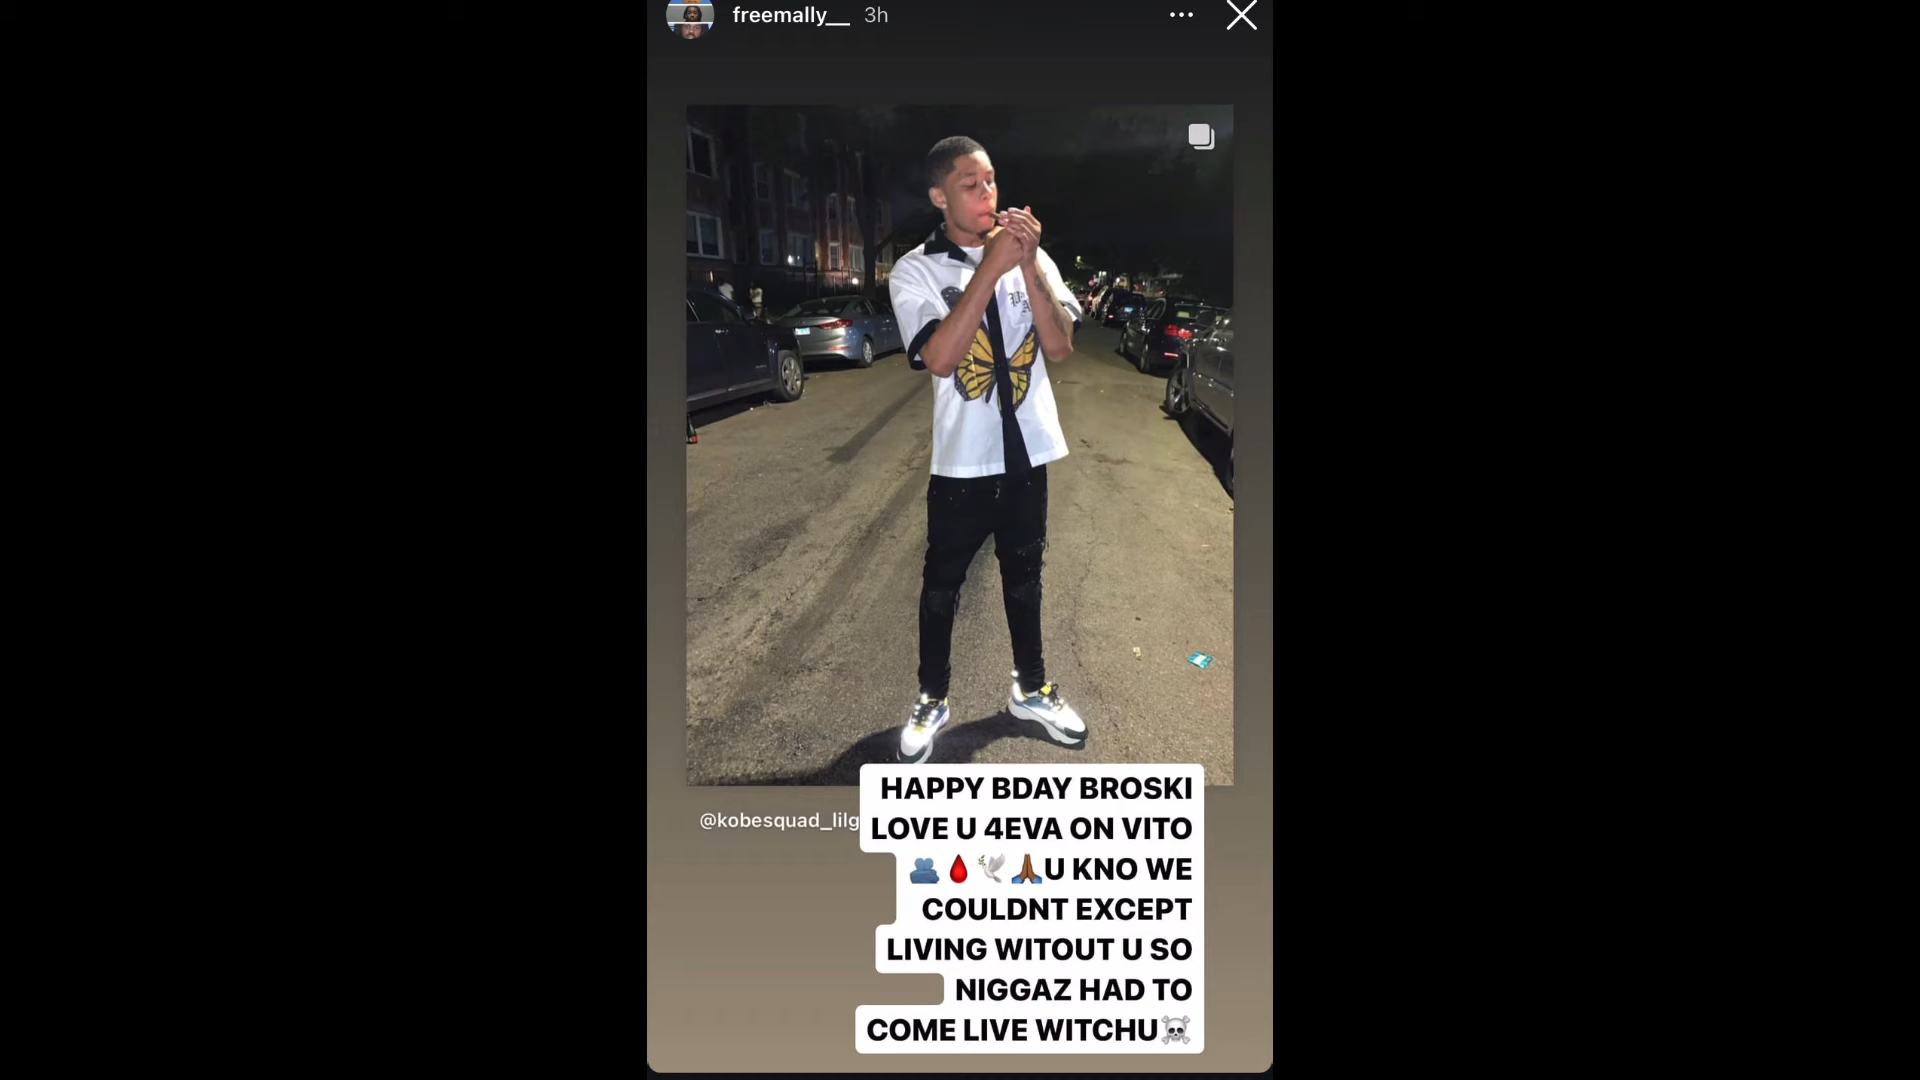 freemally__ 3h
@kobesquad_lilg
HAPPY BDAY BROSKI
LOVE U 4EVA ON VITO
🫂🩸🕊️🙏🏾U KNO WE
COULDNT EXCEPT
LIVING WITOUT U SO
NIGGAZ HAD TO
COME LIVE WITCHU☠️